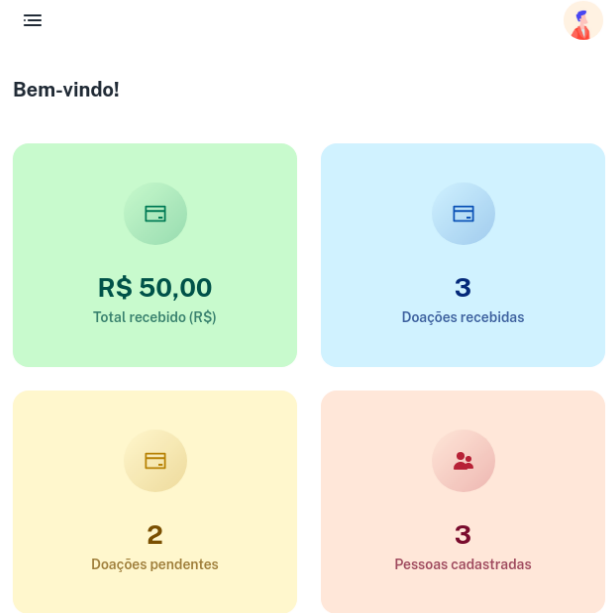 Bem-vindo!
R$ 50,00
Total recebido (R$)
3
Doações recebidas
2
Doações pendentes
3
Pessoas cadastradas